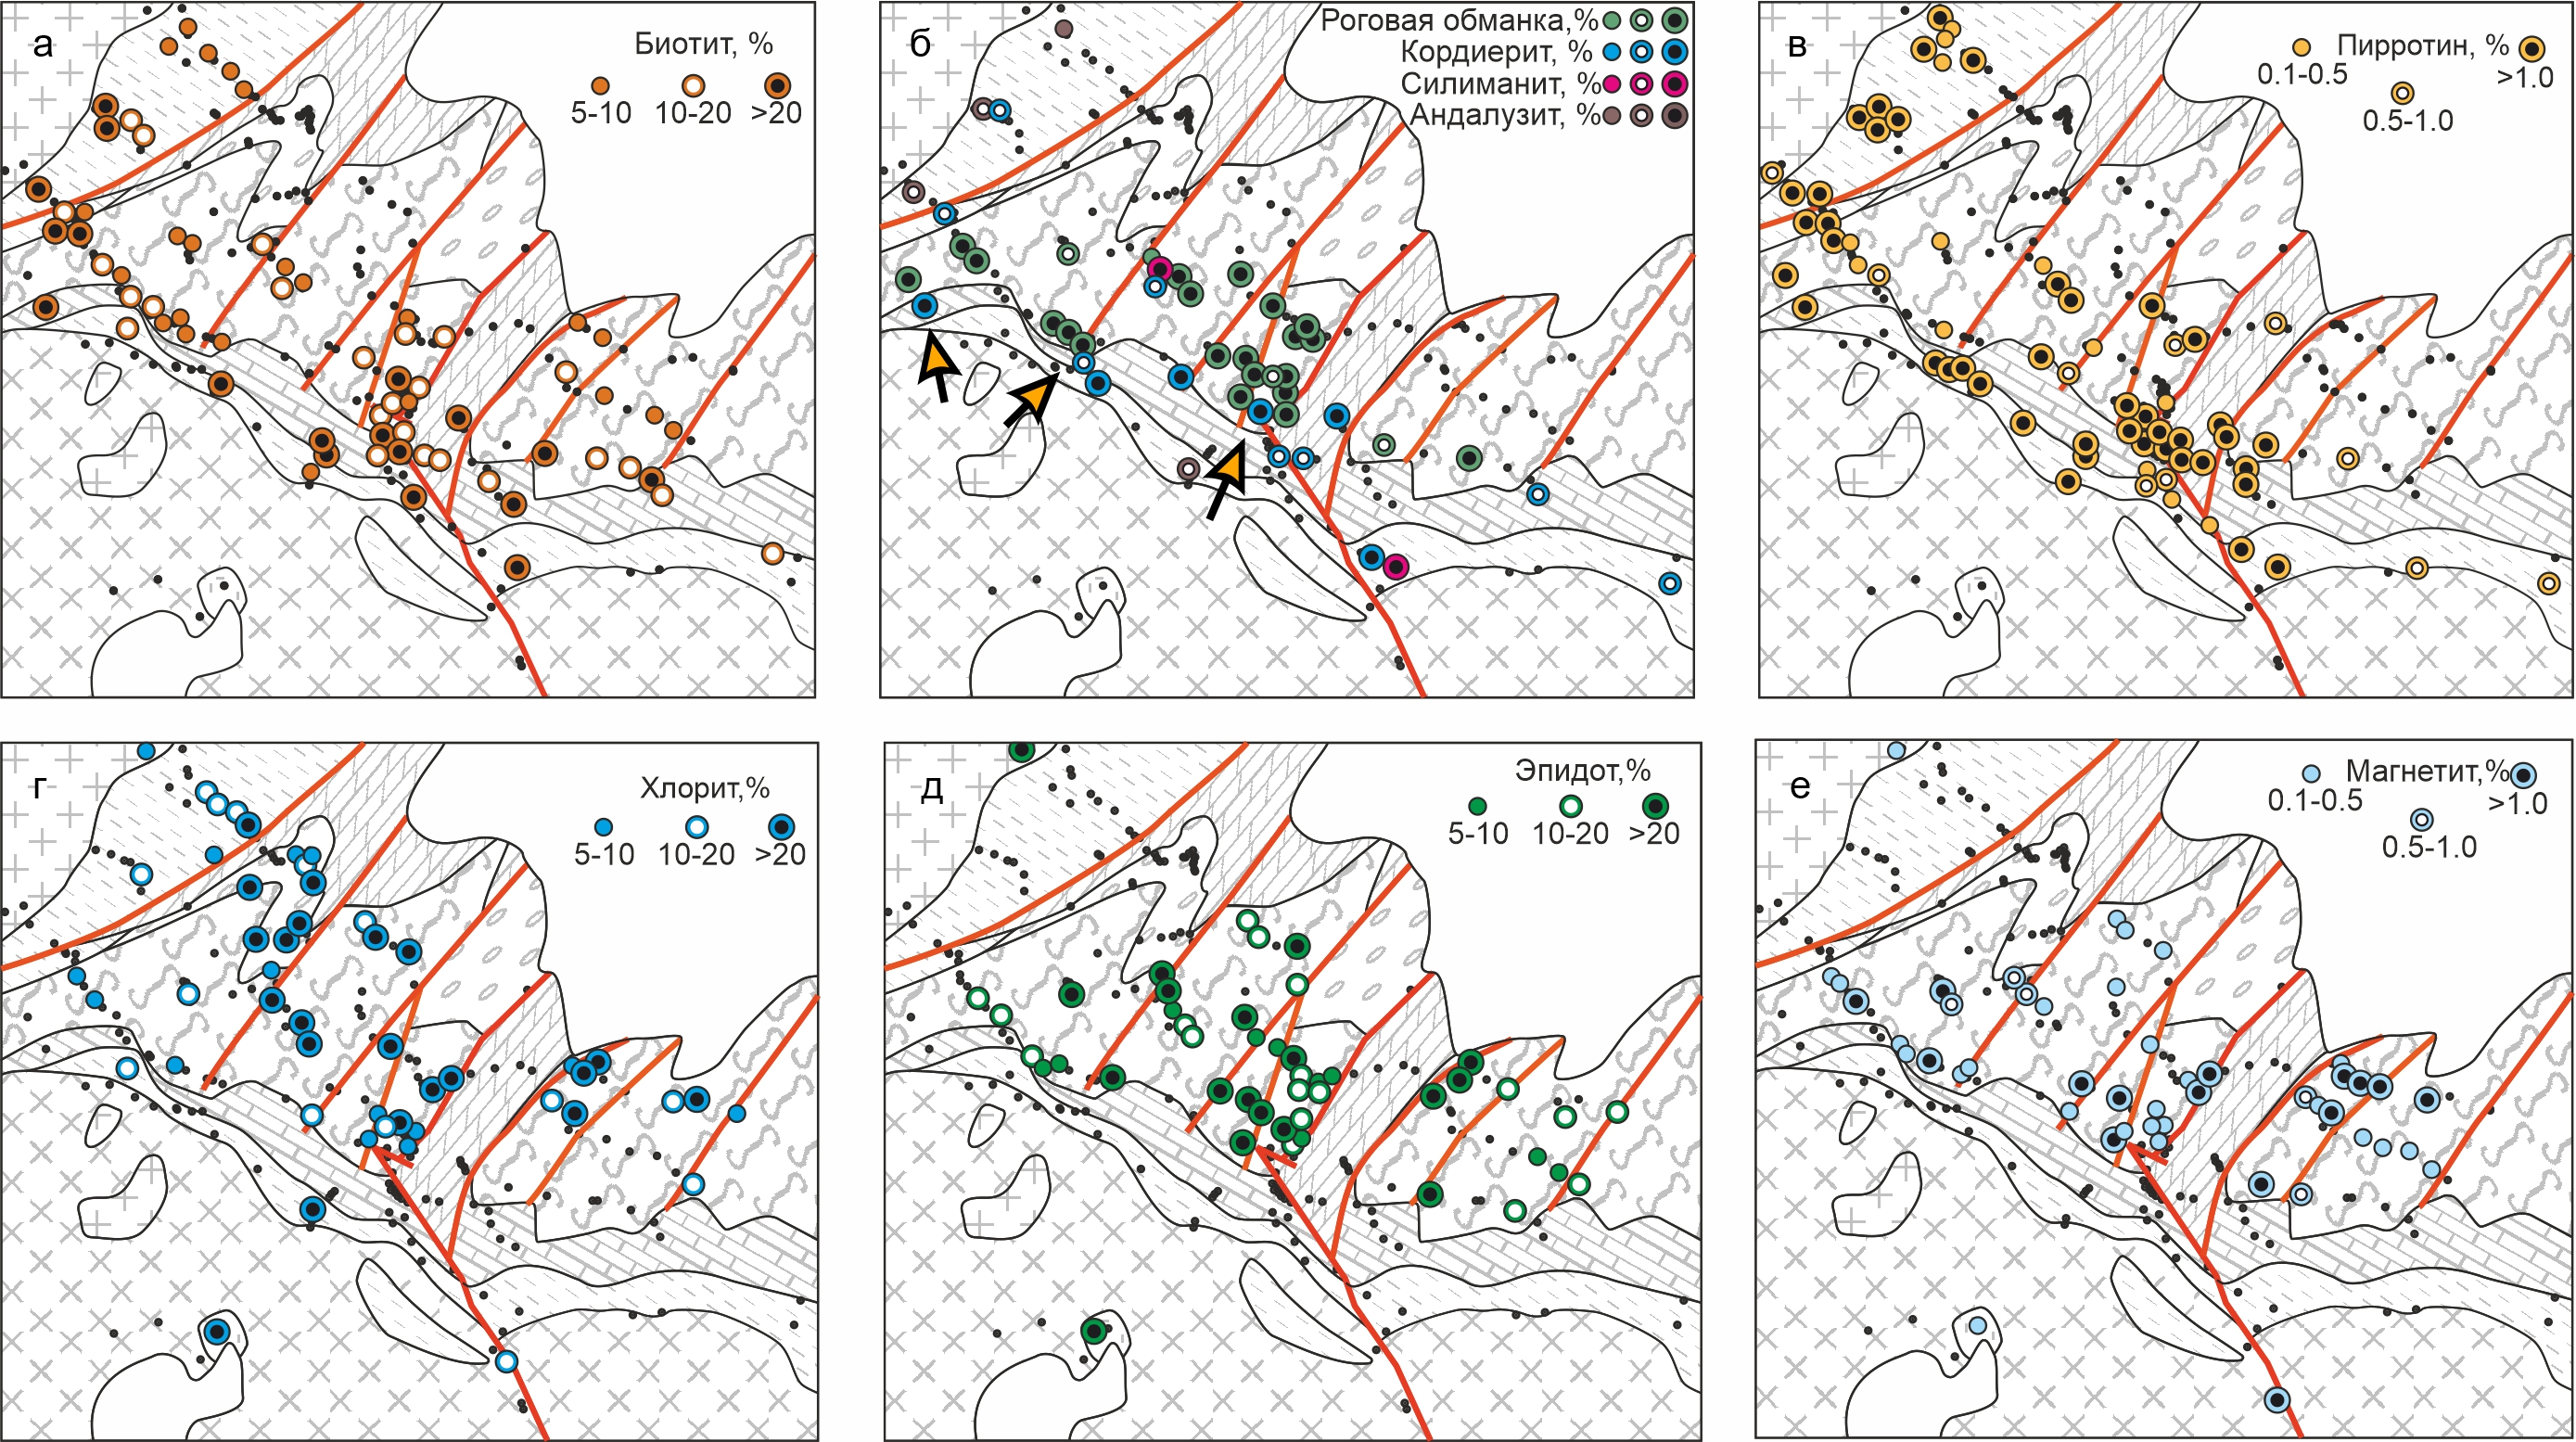 а
Биотит, %
5-10 10-20 >20
б
Роговая обманка,%
Кордиерит, %
Силиманит, %
Андалузит, %
в
Пирротин, %
0.1-0.5
>1.0
0.5-1.0
г
Хлорит,%
5-10 10-20 >20
д
Эпидот,%
5-10 10-20 >20
е
Магнетит,%
0.1-0.5
>1.0
0.5-1.0